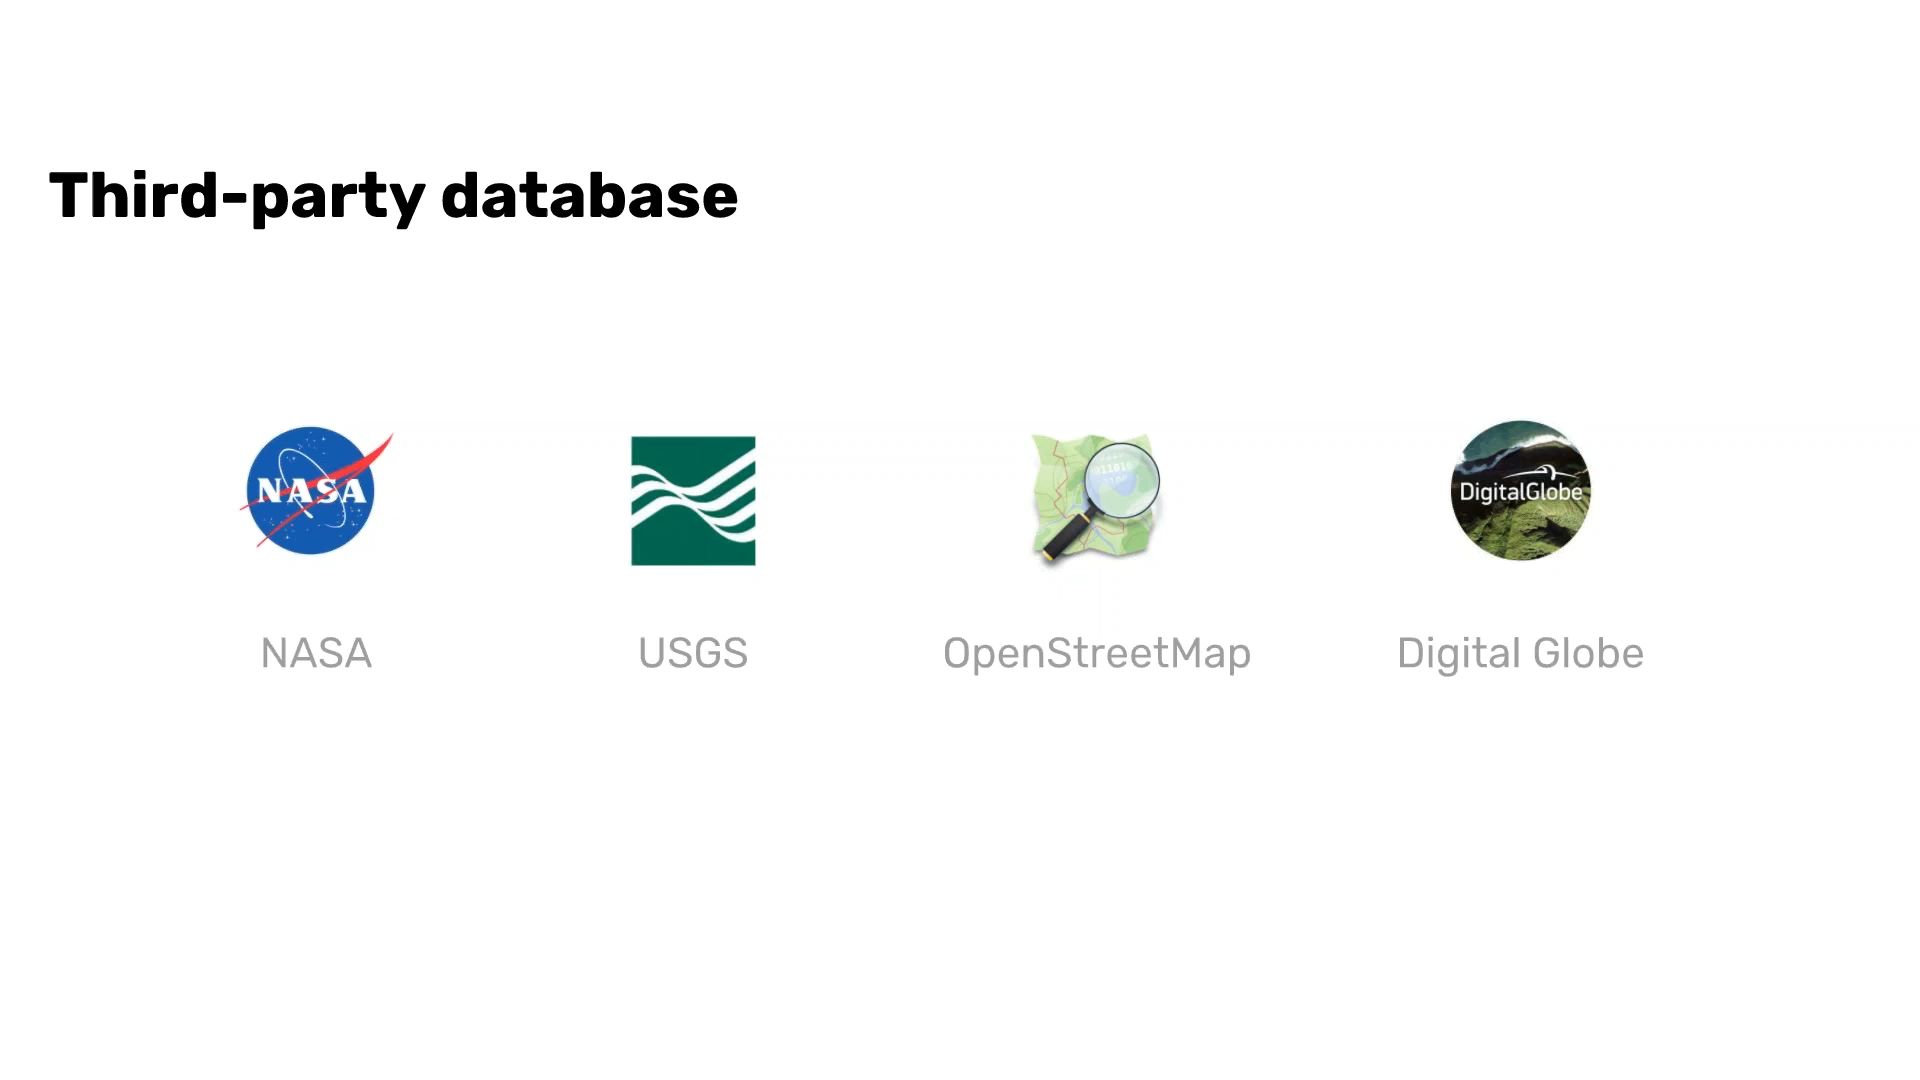 Third-party database
NASA
DigitalGlobe
NASA
USGS
OpenStreetMap
Digital Globe